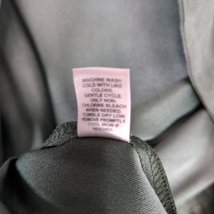 MACHINE WASH
COLD WITH LIKE
COLORS,
GENTLE CYCLE.
ONLY NON-
CHLORINE BLEACH
WHEN NEEDED.
TUMBLE DRY LOW.
REMOVE PROMPTLY
COOL IRON IF
NEEDED.